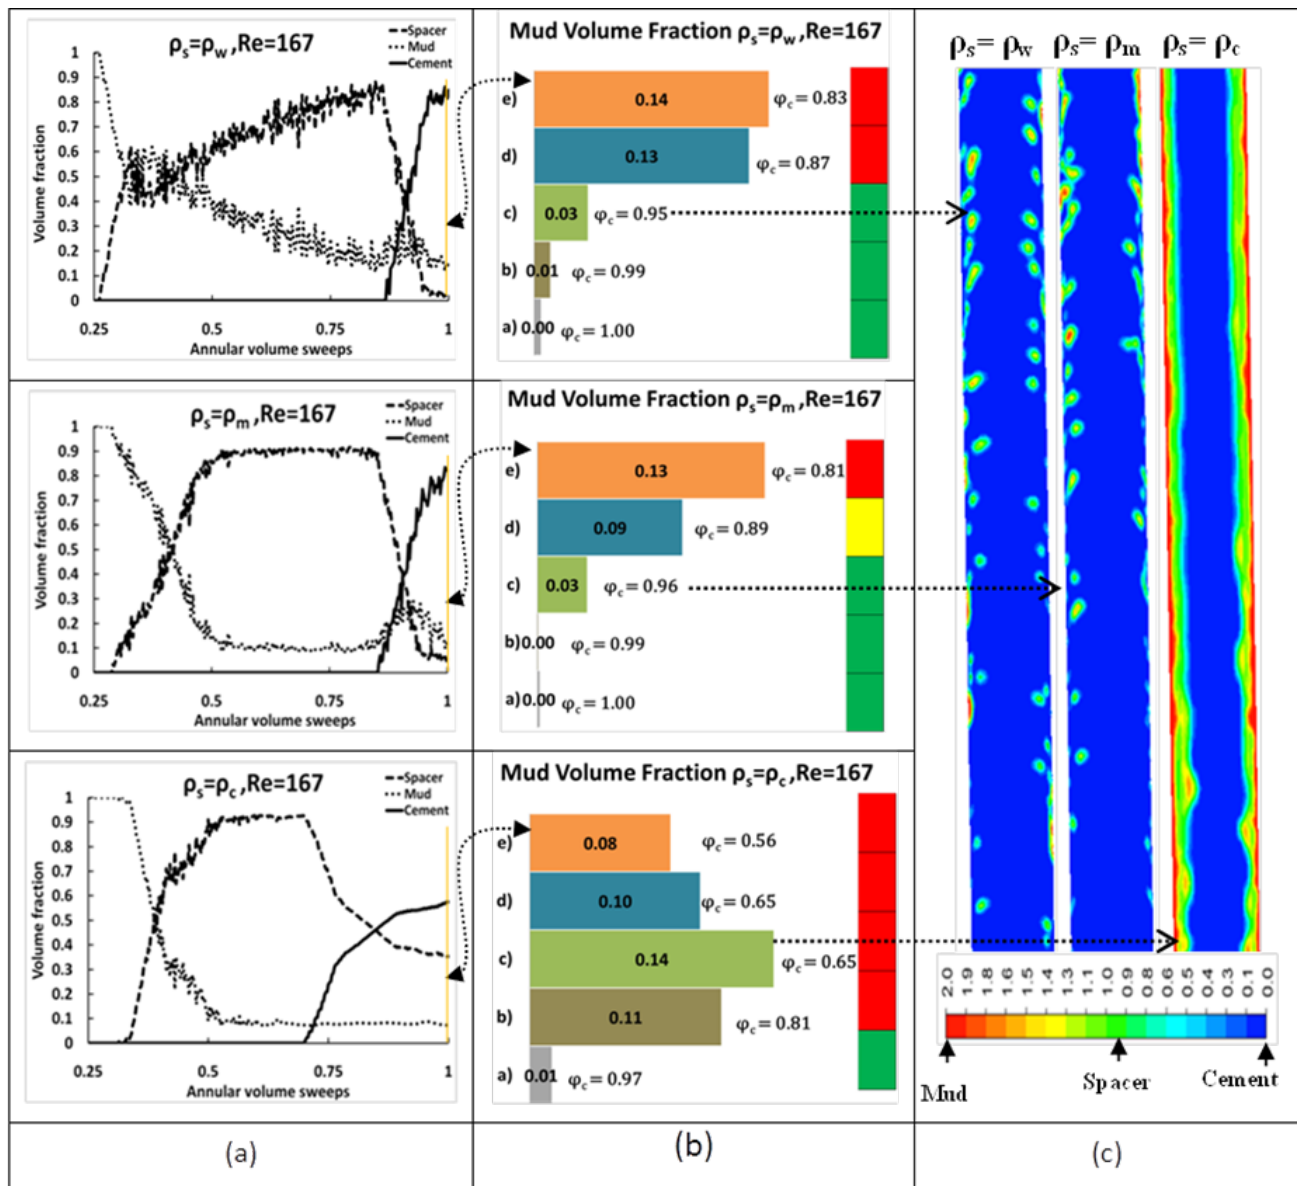 ρs=ρw,Re=167
Spacer
Mud
Cement
Volume fraction
1
0.9
0.8
0.7
0.6
0.5
0.4
0.3
0.2
0.1
0
0.25 0.5 0.75 1
Annular volume sweeps
Mud Volume Fraction ρs=ρw,Re=167
e) 0.14 φc = 0.83
d) 0.13 φc = 0.87
c) 0.03 φc = 0.95
b) 0.01 φc = 0.99
a) 0.00 φc = 1.00
ρs= ρw ρs= ρm ρs= ρc
ρs=ρm,Re=167
Spacer
Mud
Cement
Volume fraction
1
0.9
0.8
0.7
0.6
0.5
0.4
0.3
0.2
0.1
0
0.25 0.5 0.75 1
Annular volume sweeps
Mud Volume Fraction ρs=ρm,Re=167
e) 0.13 φc = 0.81
d) 0.09 φc = 0.89
c) 0.03 φc = 0.96
b) 0.00 φc = 0.99
a) 0.00 φc = 1.00
ρs=ρc,Re=167
Spacer
Mud
Cement
Volume fraction
1
0.9
0.8
0.7
0.6
0.5
0.4
0.3
0.2
0.1
0
0.25 0.5 0.75 1
Annular volume sweeps
Mud Volume Fraction ρs=ρc,Re=167
e) 0.08 φc = 0.56
d) 0.10 φc = 0.65
c) 0.14 φc = 0.65
b) 0.11 φc = 0.81
a) 0.01 φc = 0.97
2.0 1.9 1.8 1.7 1.6 1.5 1.4 1.3 1.2 1.1 1.0 0.9 0.8 0.7 0.6 0.5 0.4 0.3 0.2 0.1 0.0
Mud Spacer Cement
(a) (b) (c)